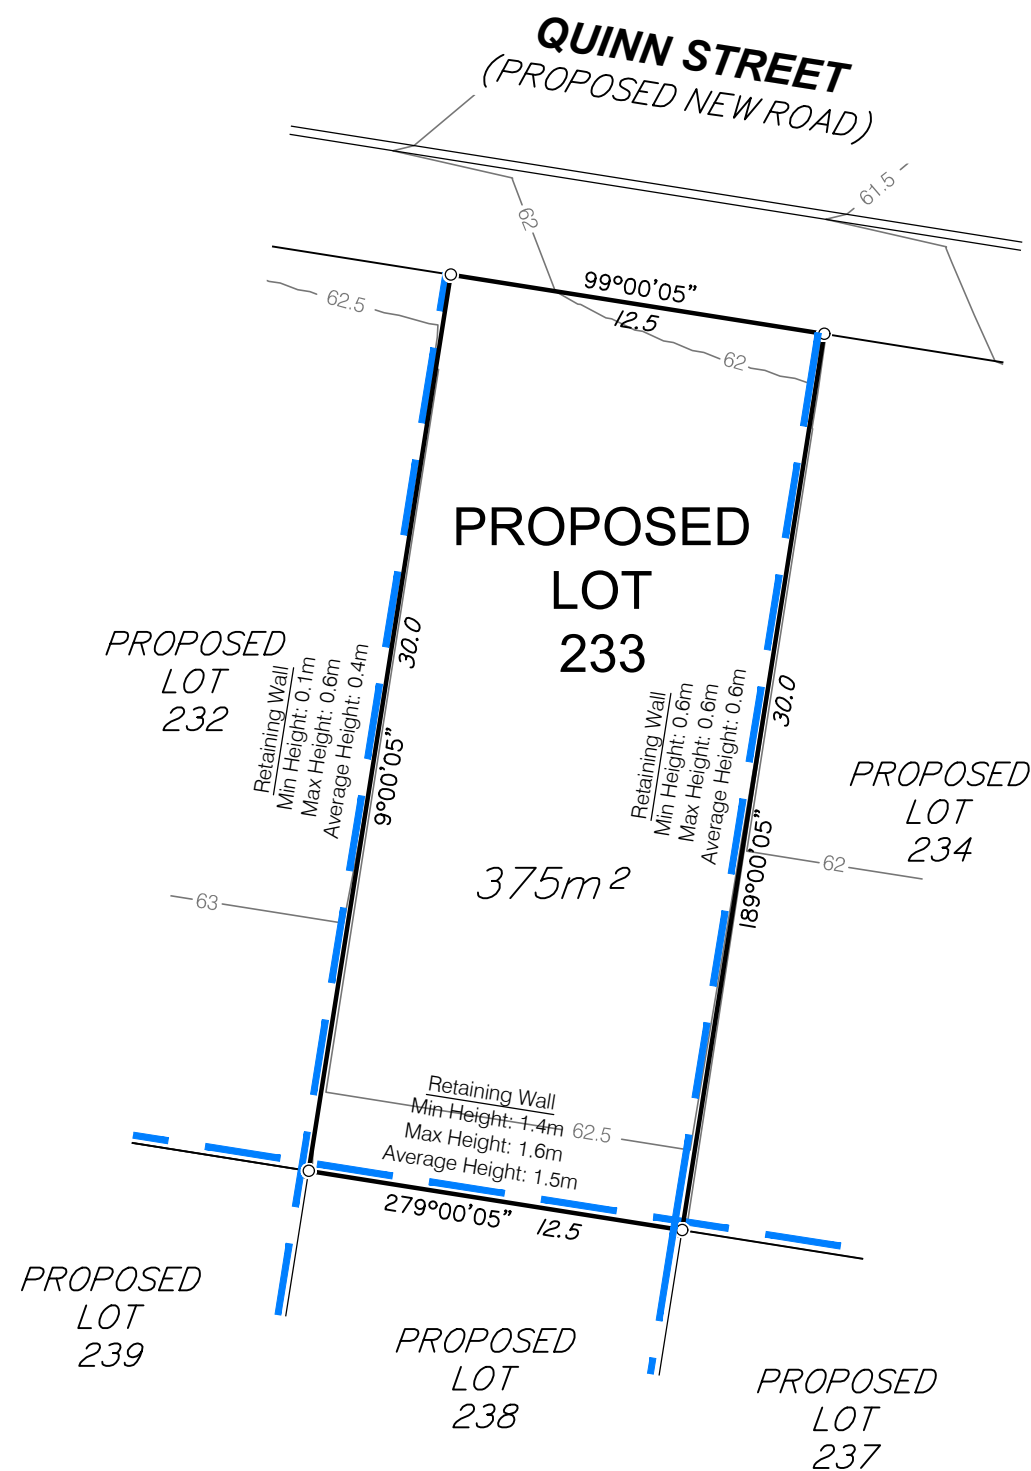 QUINN STREET
(PROPOSED NEW ROAD)
61.5
62
99°00'05"
12.5
62.5
62
PROPOSED
LOT
233
30.0
9°00'05"
PROPOSED
LOT
232
Retaining Wall
Min Height: 0.1m
Max Height: 0.6m
Average Height: 0.4m
Retaining Wall
Min Height: 0.6m
Max Height: 0.6m
Average Height: 0.6m
30.0
189°00'05"
PROPOSED
LOT
234
62
375m²
63
Retaining Wall
Min Height: 1.4m
Max Height: 1.6m
Average Height: 1.5m
62.5
279°00'05"
12.5
PROPOSED
LOT
239
PROPOSED
LOT
238
PROPOSED
LOT
237